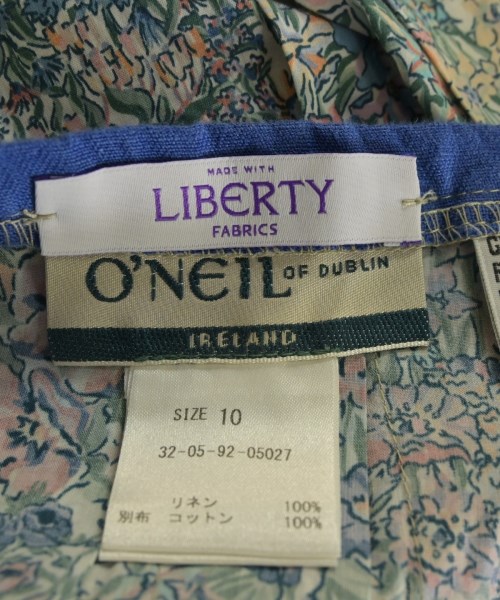 MADE WITH
LIBERTY
FABRICS
O'NEIL OF DUBLIN
IRELAND
SIZE 10
32-05-92-05027
リネン 100%
別布 コットン 100%